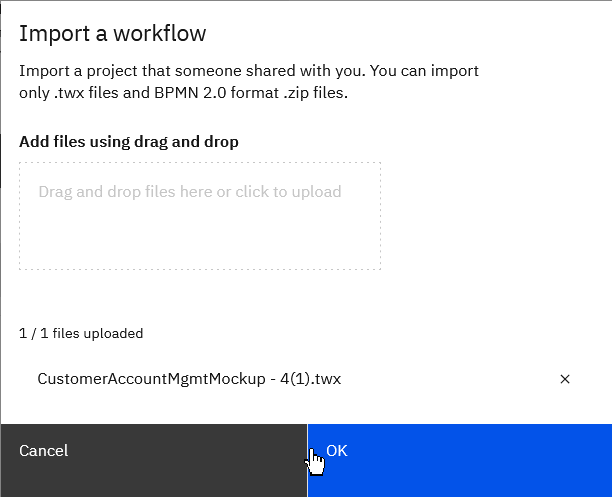 Import a workflow
Import a project that someone shared with you. You can import
only .twx files and BPMN 2.0 format .zip files.
Add files using drag and drop
Drag and drop files here or click to upload
1 / 1 files uploaded
CustomerAccountMgmtMockup - 4(1).twx
Cancel
OK